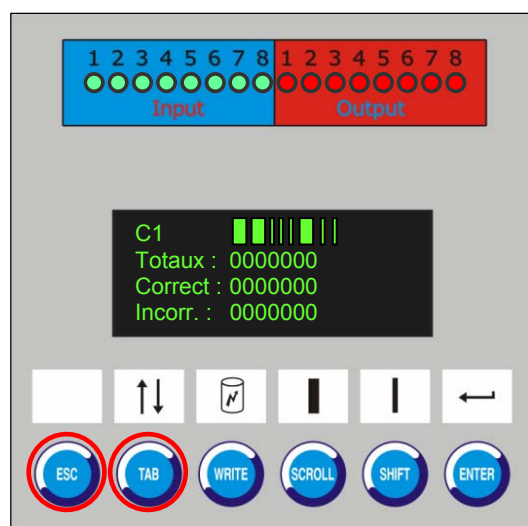 1 2 3 4 5 6 7 8 1 2 3 4 5 6 7 8
Input Output
C1
Totaux : 0000000
Correct : 0000000
Incorr. : 0000000
ESC TAB WRITE SCROLL SHIFT ENTER